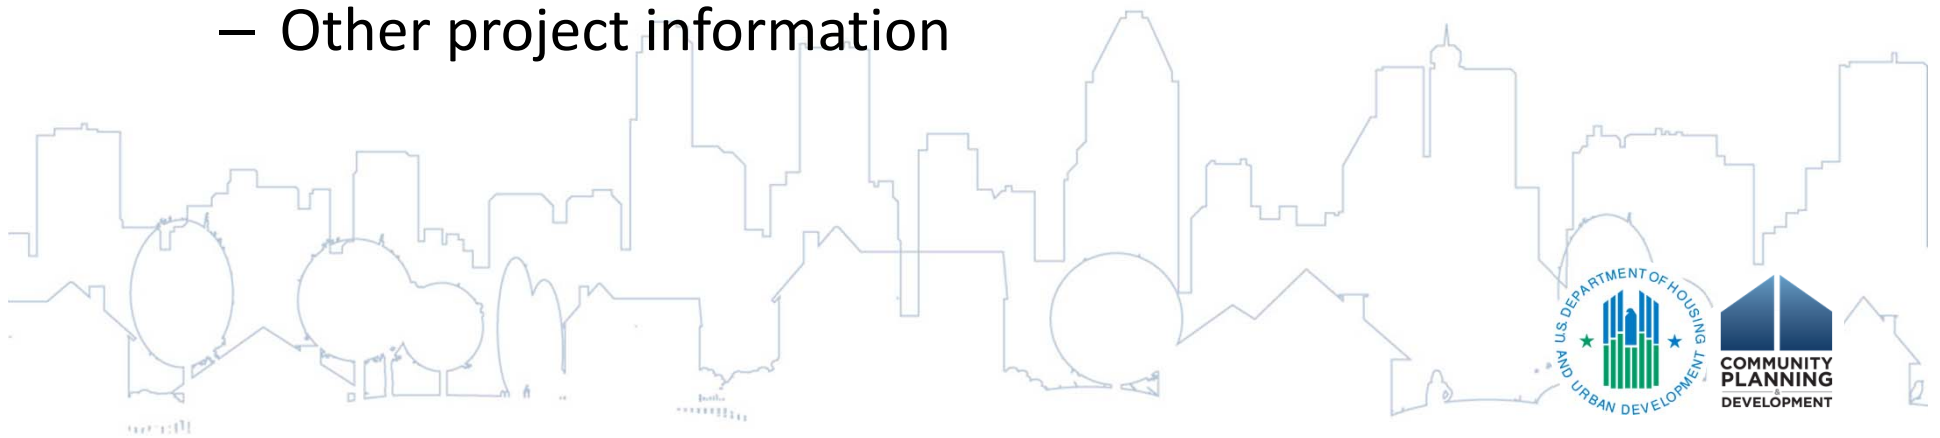 – Other project information
U.S. DEPARTMENT OF HOUSING
AND URBAN DEVELOPMENT
COMMUNITY
PLANNING
&
DEVELOPMENT